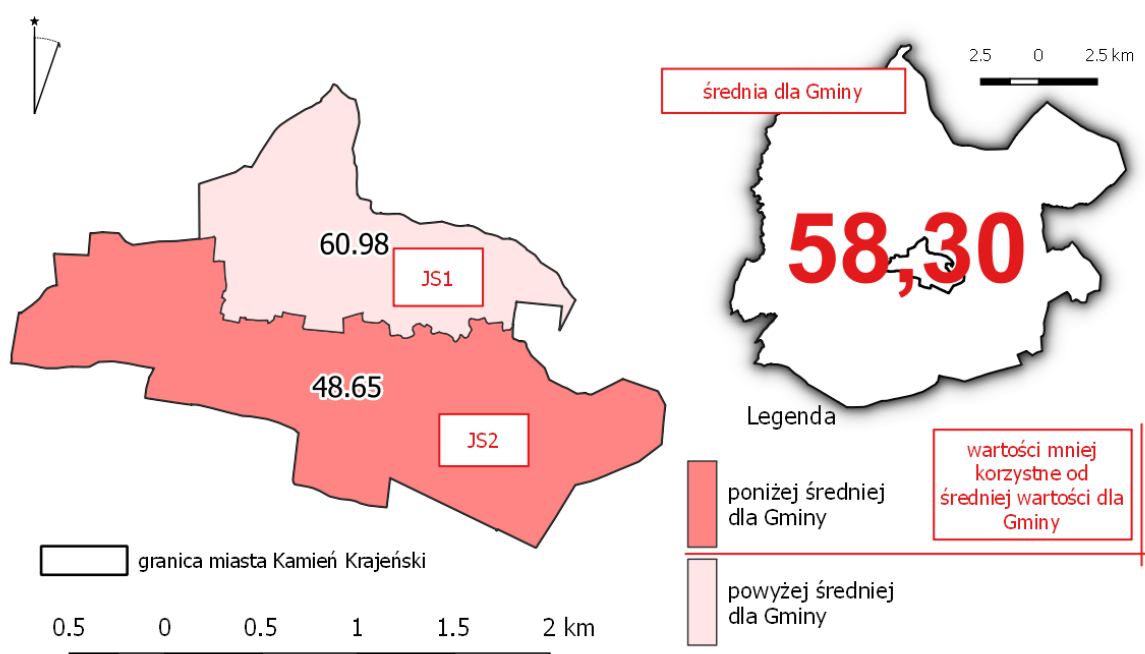 ★
średnia dla Gminy
2.5 0 2.5 km
60.98
JS1
58,30
48.65
JS2
Legenda
poniżej średniej
dla Gminy
wartości mniej
korzystne od
średniej wartości dla
Gminy
granica miasta Kamień Krajeński
powyżej średniej
dla Gminy
0.5 0 0.5 1 1.5 2 km